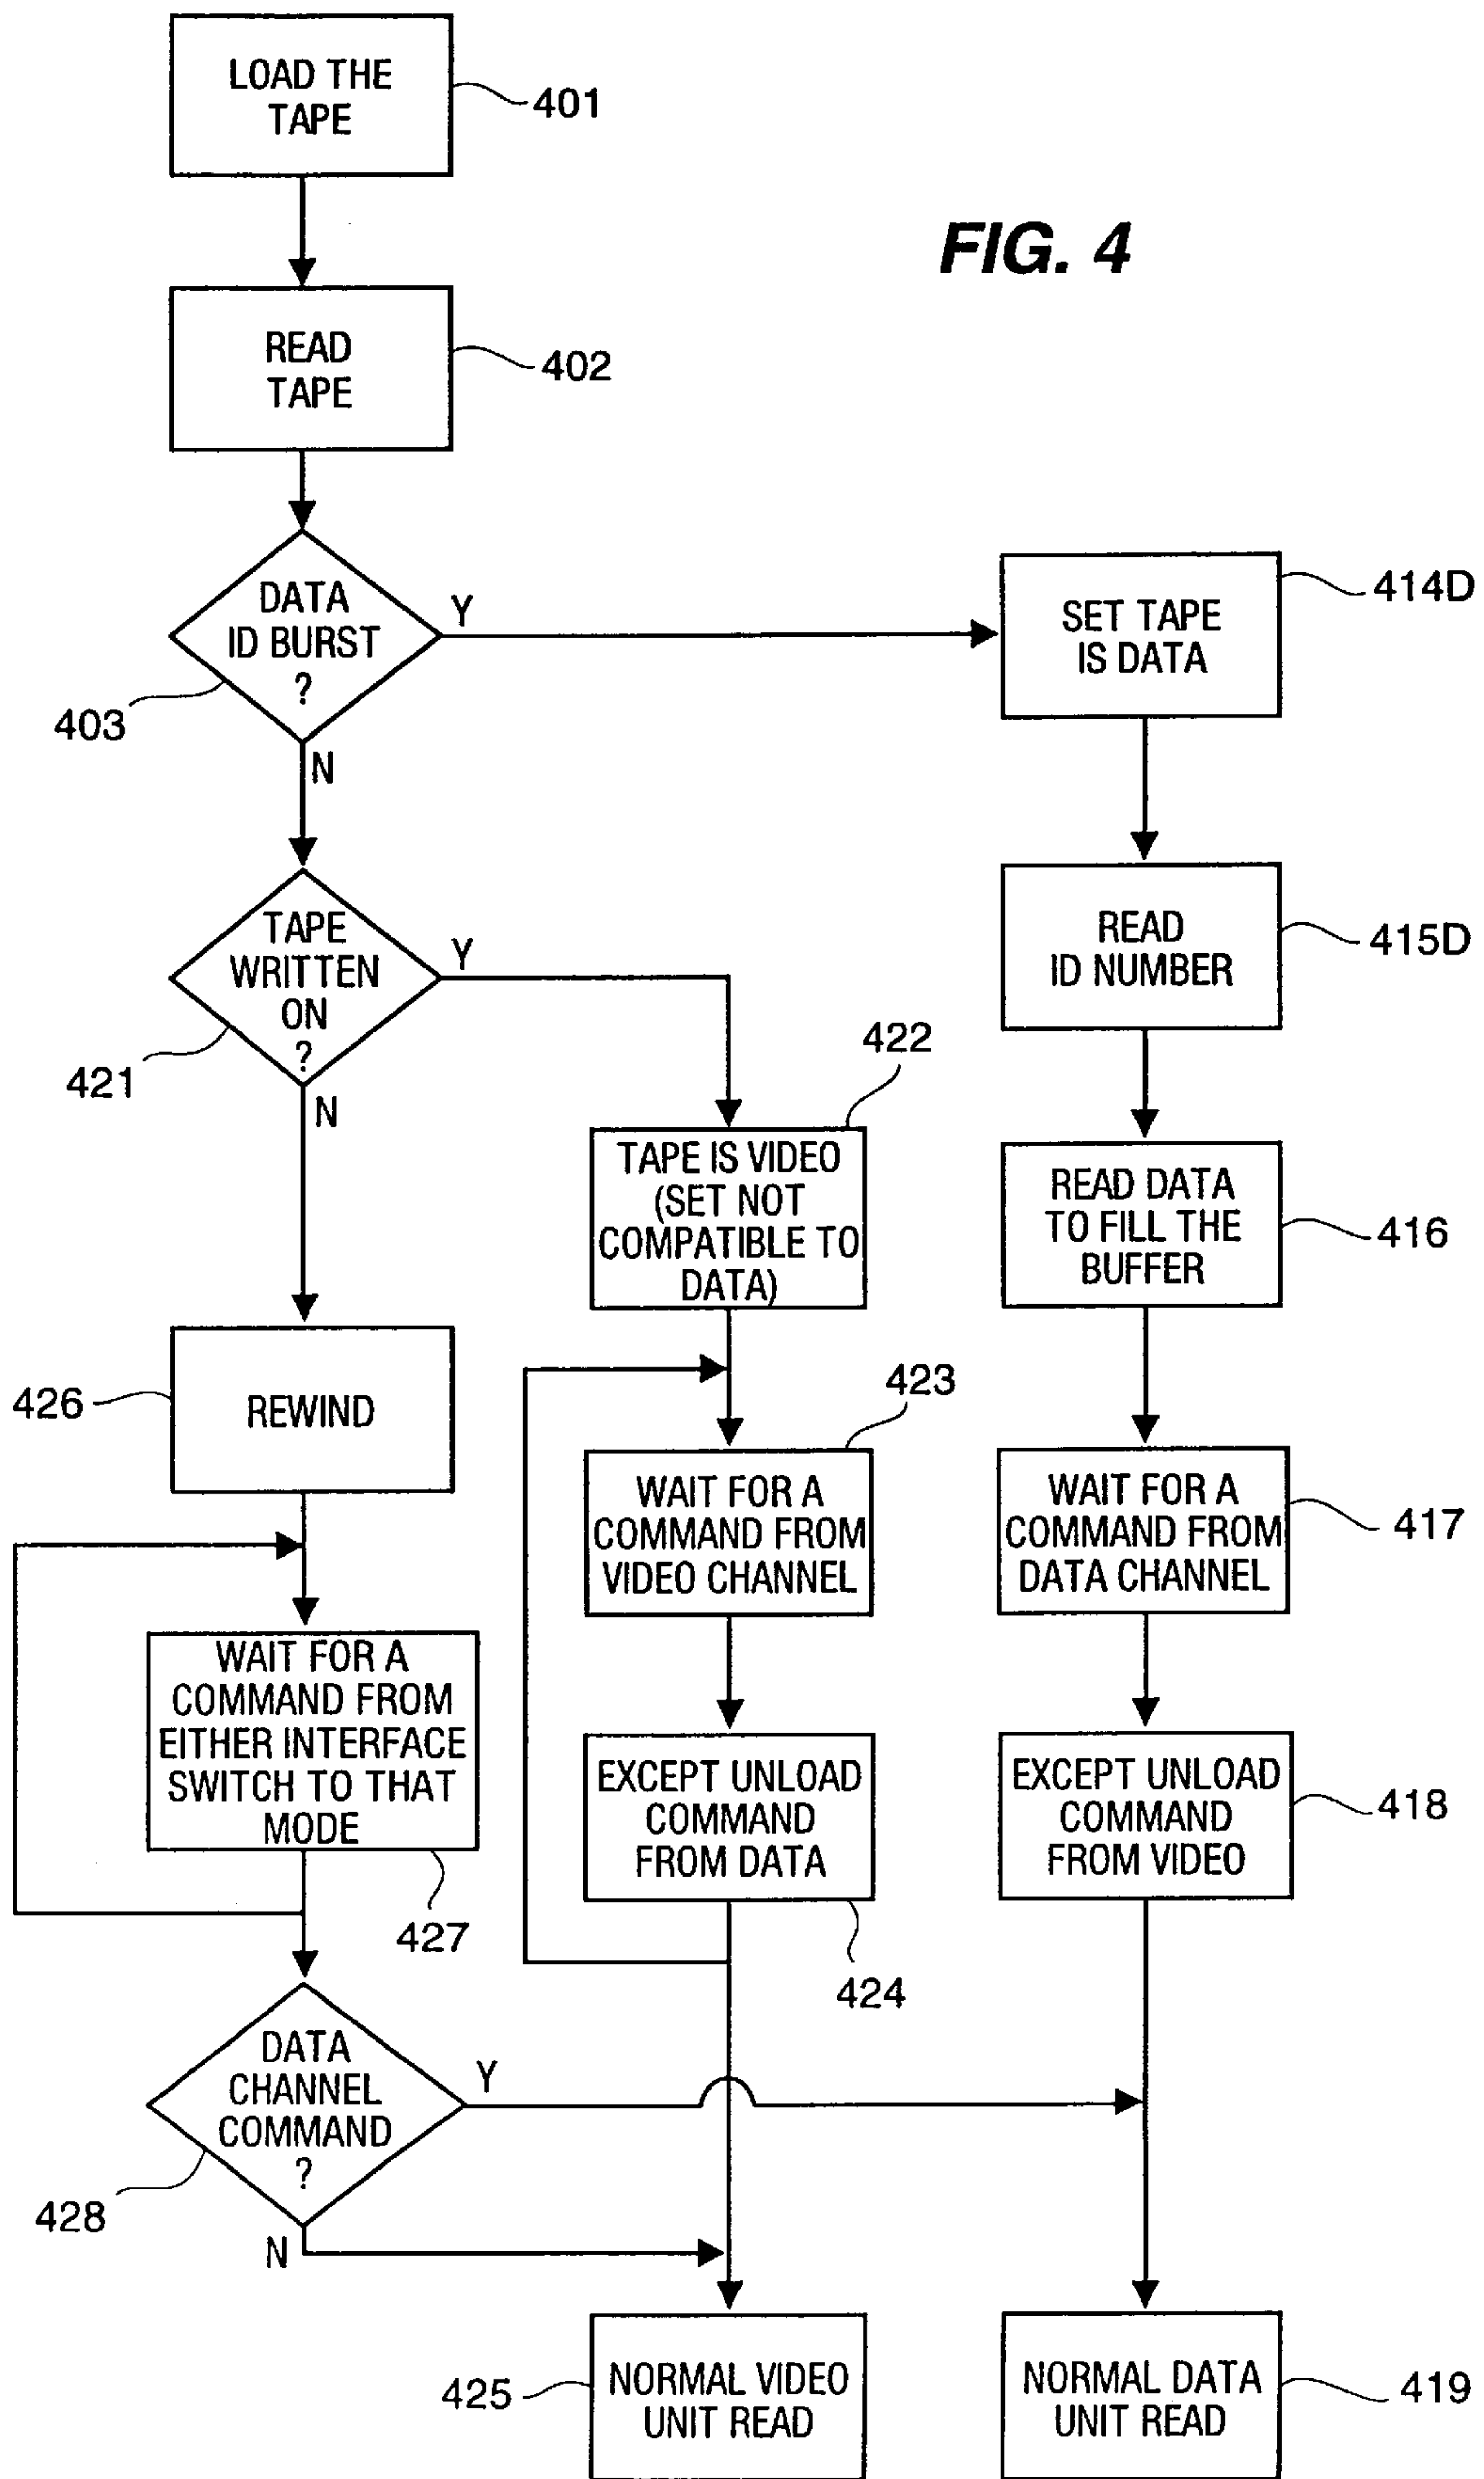 LOAD THE
TAPE
401
FIG. 4
READ
TAPE
402
DATA
ID BURST
?
403
Y
N
SET TAPE
IS DATA
414D
TAPE
WRITTEN
ON
?
421
Y
N
READ
ID NUMBER
415D
422
TAPE IS VIDEO
(SET NOT
COMPATIBLE TO
DATA)
READ DATA
TO FILL THE
BUFFER
416
426
REWIND
423
WAIT FOR A
COMMAND FROM
VIDEO CHANNEL
WAIT FOR A
COMMAND FROM
DATA CHANNEL
417
WAIT FOR A
COMMAND FROM
EITHER INTERFACE
SWITCH TO THAT
MODE
427
EXCEPT UNLOAD
COMMAND
FROM DATA
424
EXCEPT UNLOAD
COMMAND
FROM VIDEO
418
DATA
CHANNEL
COMMAND
?
428
Y
N
425
NORMAL VIDEO
UNIT READ
NORMAL DATA
UNIT READ
419